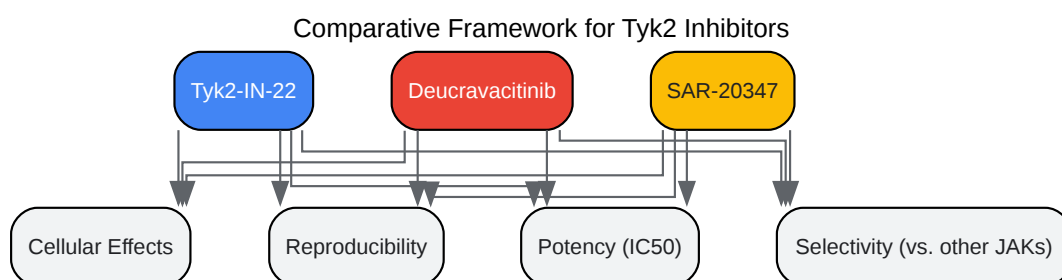 Comparative Framework for Tyk2 Inhibitors
Tyk2-IN-22
Deucravacitinib
SAR-20347
Cellular Effects
Reproducibility
Potency (IC50)
Selectivity (vs. other JAKs)